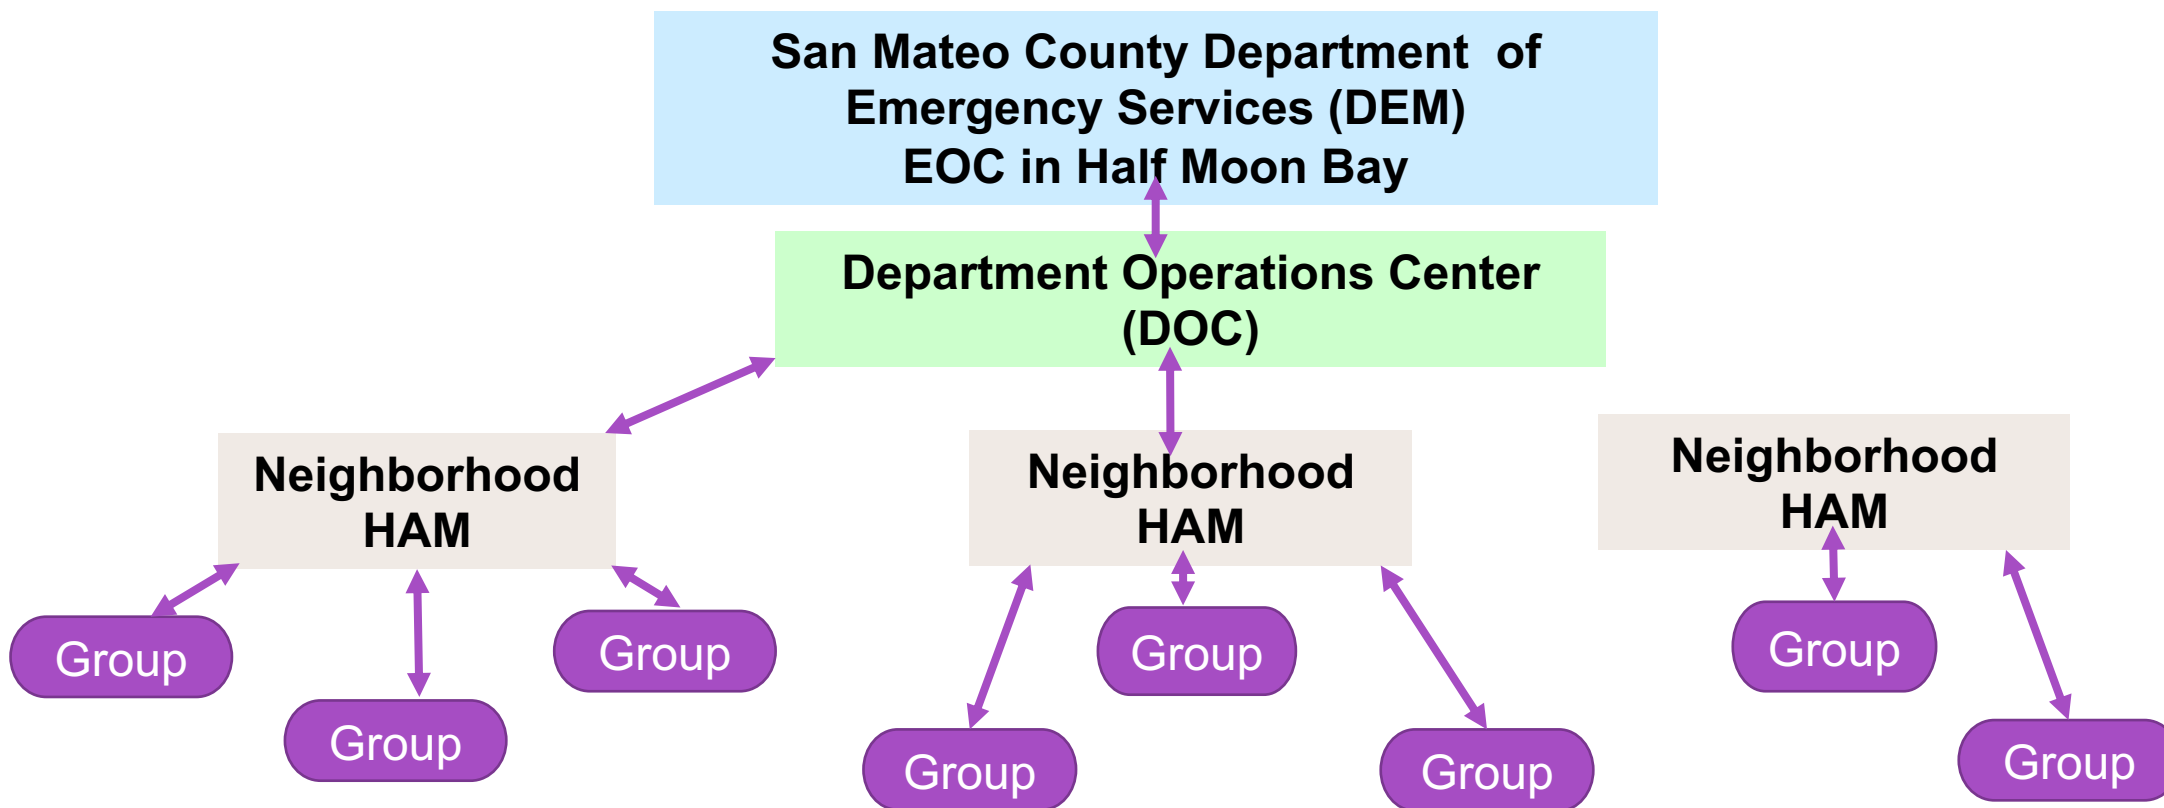 San Mateo County Department  of
Emergency Services (DEM)
EOC in Half Moon Bay
Department Operations Center
(DOC)
Neighborhood
HAM
Neighborhood
HAM
Neighborhood
HAM
Group
Group
Group
Group
Group
Group
Group
Group